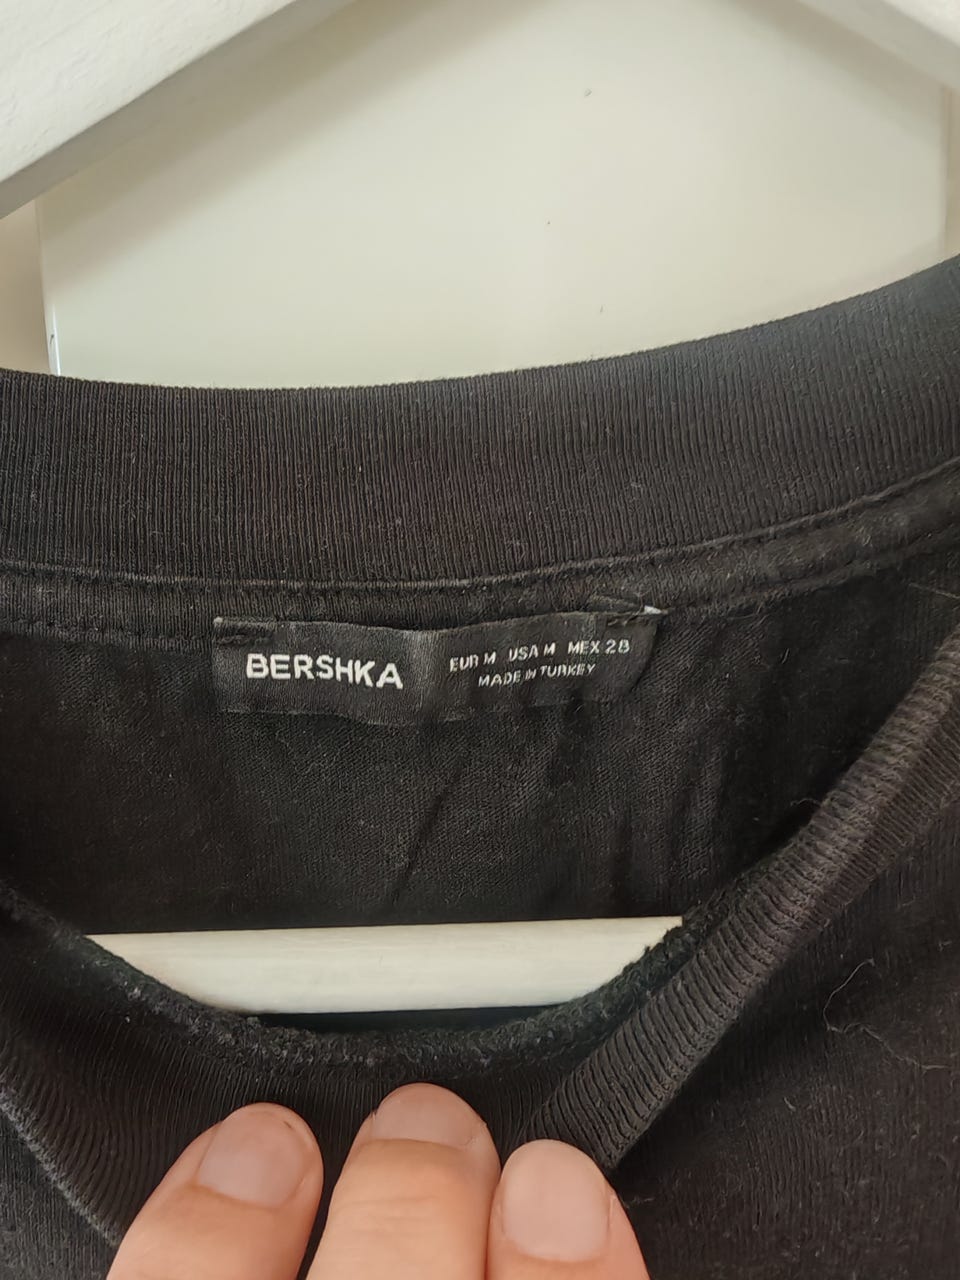 BERSHKA
EUR M USA M MEX 28
MADE IN TURKEY